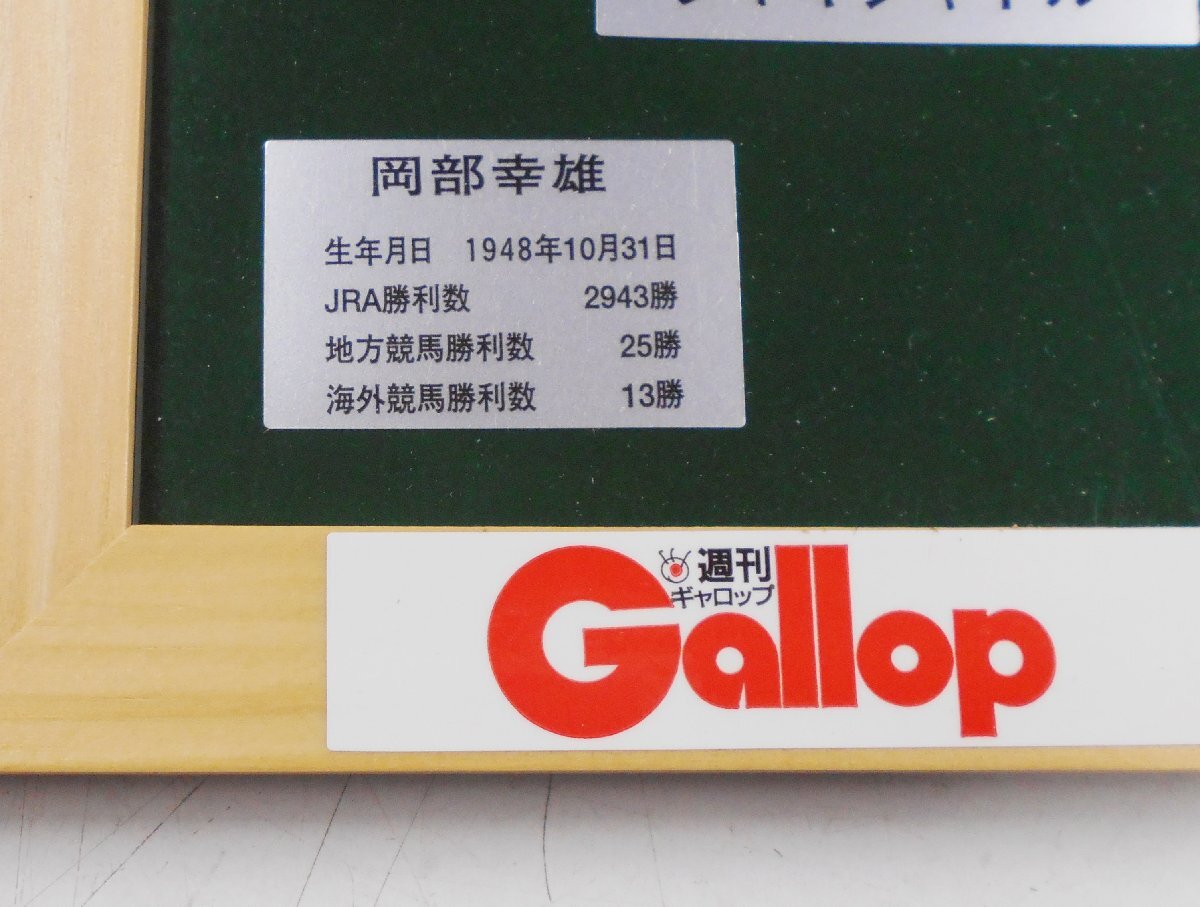 岡部幸雄
生年月日 1948年10月31日
JRA勝利数 2943勝
地方競馬勝利数 25勝
海外競馬勝利数 13勝
週刊
ギャロップ
Gallop